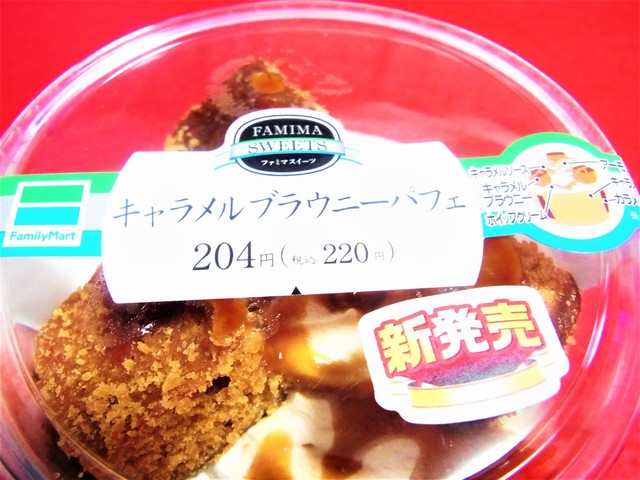 FAMIMA
SWEETS
ファミマスイーツ
FamilyMart
キャラメルブラウニーパフェ
204円(税込220円)
キャラメルソース
キャラメル
ブラウニー
ホイップクリーム
新発売